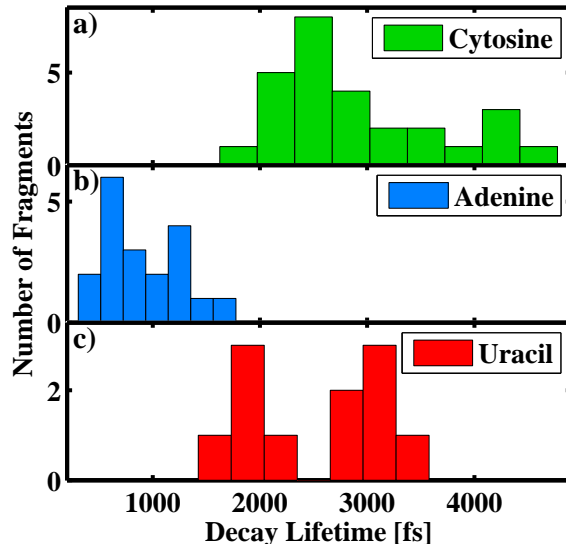 a)
Cytosine
5
0
b)
Adenine
5
0
c)
Uracil
2
0
Number of Fragments
1000 2000 3000 4000
Decay Lifetime [fs]